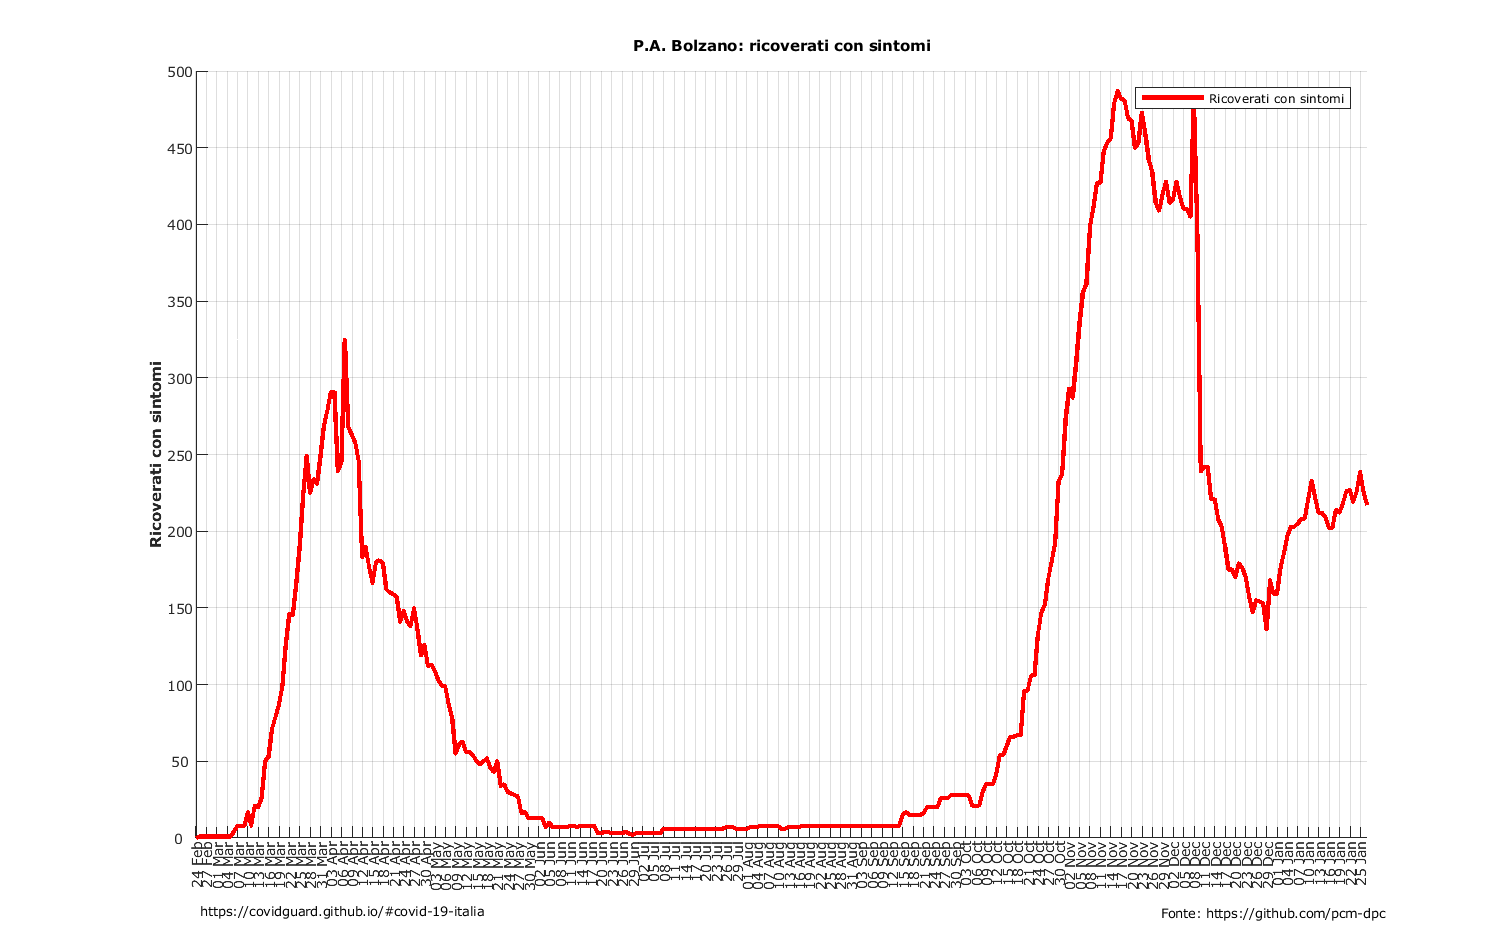 P.A. Bolzano: ricoverati con sintomi
Ricoverati con sintomi
Ricoverati con sintomi
500
450
400
350
300
250
200
150
100
50
0
24 Feb
27 Feb
01 Mar
04 Mar
07 Mar
10 Mar
13 Mar
16 Mar
19 Mar
22 Mar
25 Mar
28 Mar
31 Mar
03 Apr
06 Apr
09 Apr
12 Apr
15 Apr
18 Apr
21 Apr
24 Apr
27 Apr
30 Apr
03 May
06 May
09 May
12 May
15 May
18 May
21 May
24 May
27 May
30 May
02 Jun
05 Jun
08 Jun
11 Jun
14 Jun
17 Jun
20 Jun
23 Jun
26 Jun
29 Jun
02 Jul
05 Jul
08 Jul
11 Jul
14 Jul
17 Jul
20 Jul
23 Jul
26 Jul
29 Jul
01 Aug
04 Aug
07 Aug
10 Aug
13 Aug
16 Aug
19 Aug
22 Aug
25 Aug
28 Aug
31 Aug
03 Sep
06 Sep
09 Sep
12 Sep
15 Sep
18 Sep
21 Sep
24 Sep
27 Sep
30 Sep
03 Oct
06 Oct
09 Oct
12 Oct
15 Oct
18 Oct
21 Oct
24 Oct
27 Oct
30 Oct
02 Nov
05 Nov
08 Nov
11 Nov
14 Nov
17 Nov
20 Nov
23 Nov
26 Nov
29 Nov
02 Dec
05 Dec
08 Dec
11 Dec
14 Dec
17 Dec
20 Dec
23 Dec
26 Dec
29 Dec
01 Jan
04 Jan
07 Jan
10 Jan
13 Jan
16 Jan
19 Jan
22 Jan
25 Jan
https://covidguard.github.io/#covid-19-italia
Fonte: https://github.com/pcm-dpc